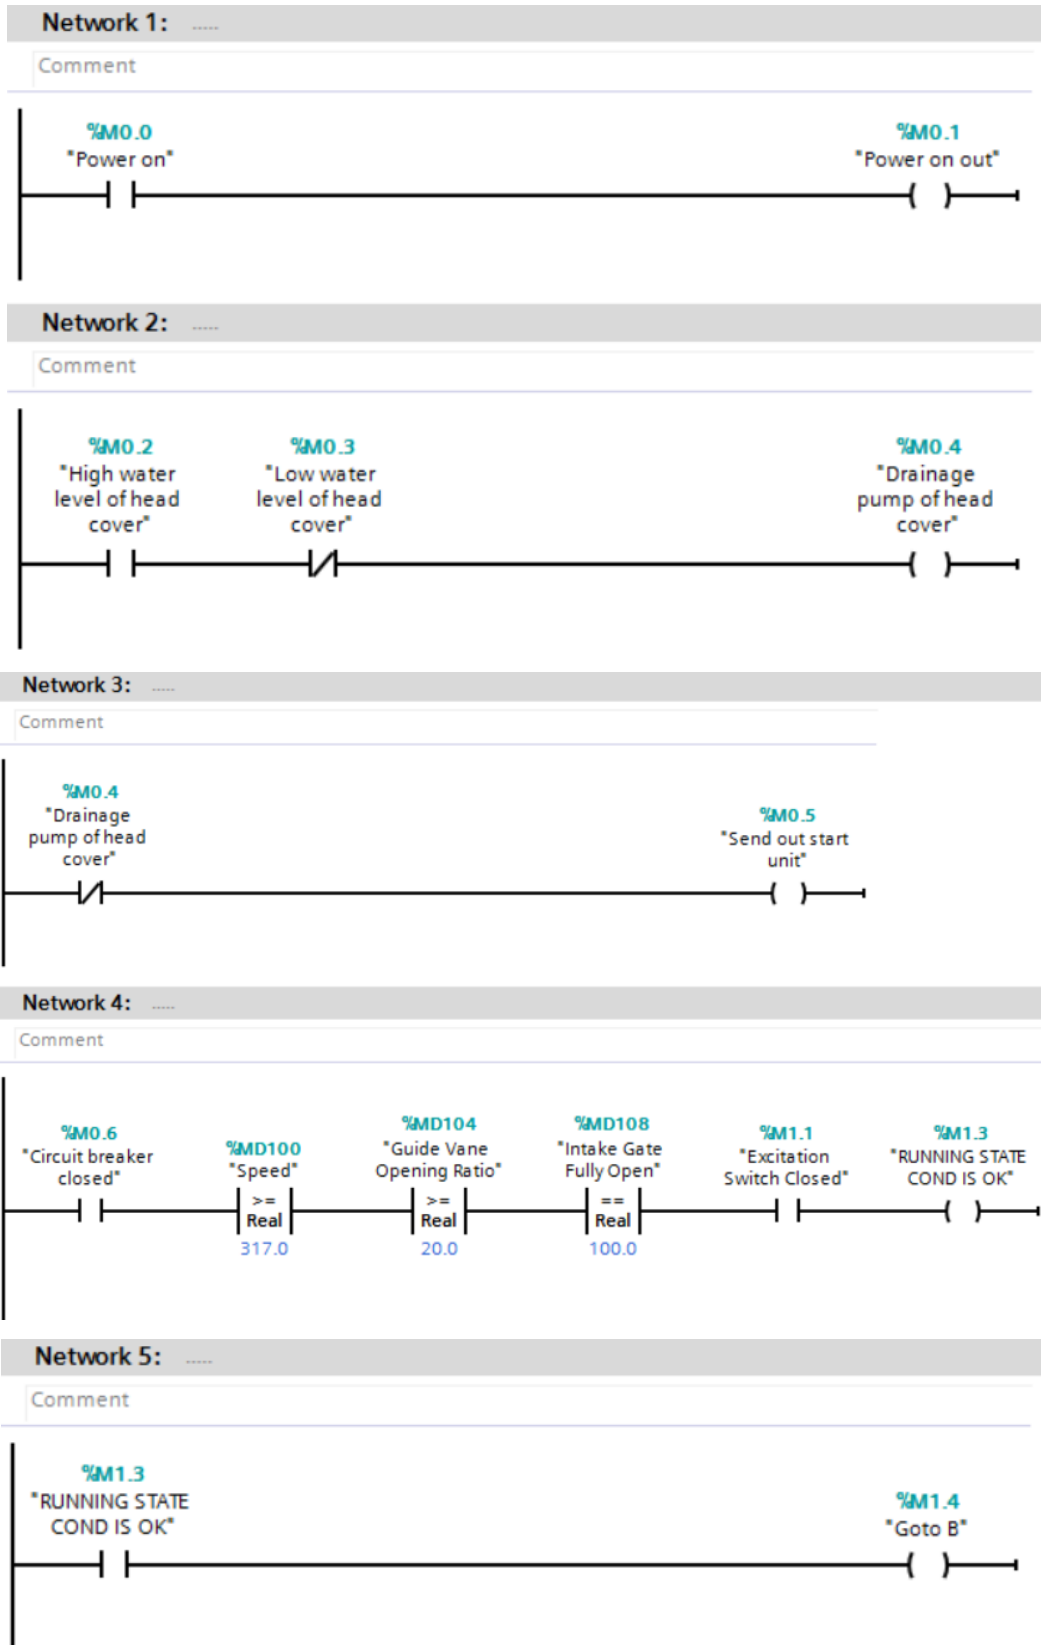 Network 1: .....
Comment
%M0.0
"Power on"
%M0.1
"Power on out"
Network 2: .....
Comment
%M0.2
"High water
level of head
cover"
%M0.3
"Low water
level of head
cover"
%M0.4
"Drainage
pump of head
cover"
Network 3: .....
Comment
%M0.4
"Drainage
pump of head
cover"
%M0.5
"Send out start
unit"
Network 4: .....
Comment
%M0.6
"Circuit breaker
closed"
%MD100
"Speed"
>=
Real
317.0
%MD104
"Guide Vane
Opening Ratio"
>=
Real
20.0
%MD108
"Intake Gate
Fully Open"
==
Real
100.0
%M1.1
"Excitation
Switch Closed"
%M1.3
"RUNNING STATE
COND IS OK"
Network 5: .....
Comment
%M1.3
"RUNNING STATE
COND IS OK"
%M1.4
"Goto B"